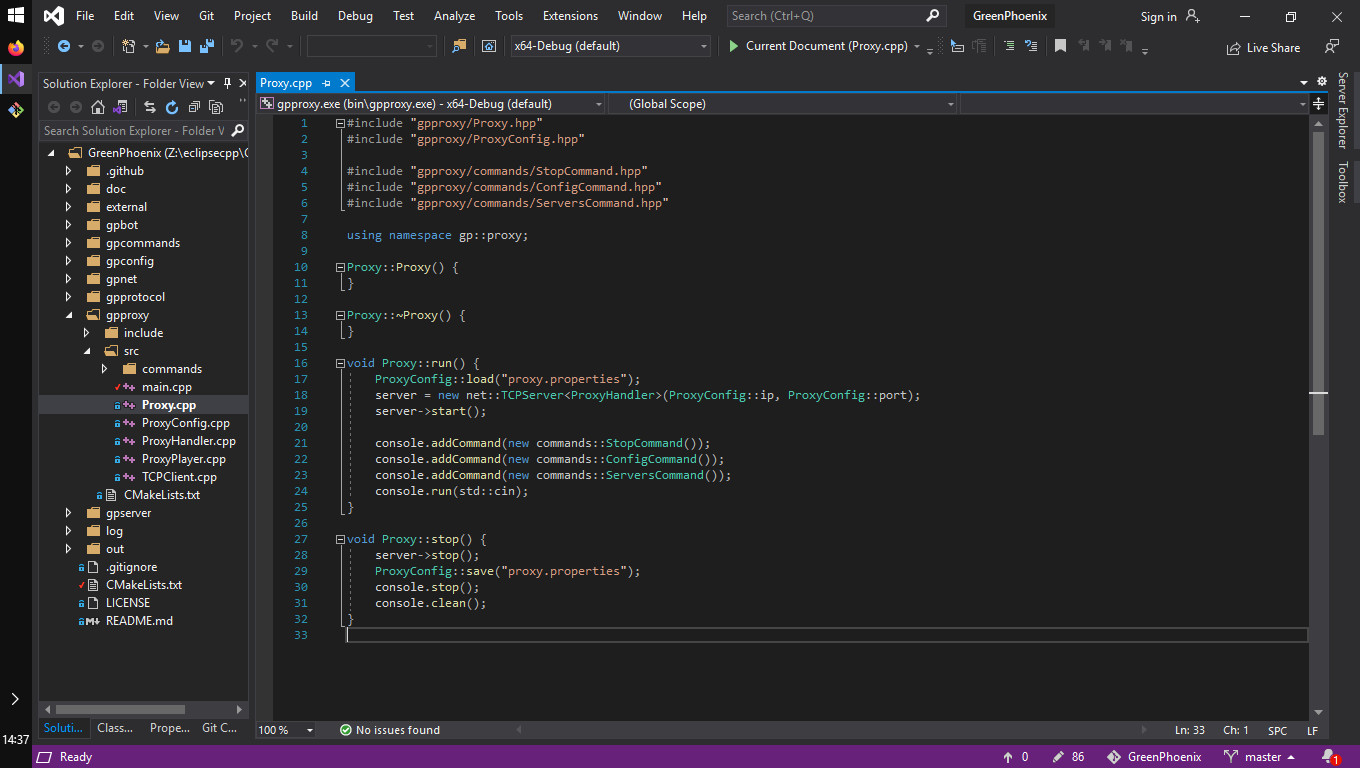 File Edit View Git Project Build Debug Test Analyze Tools Extensions Window Help Search (Ctrl+Q) GreenPhoenix Sign in
x64-Debug (default) Current Document (Proxy.cpp) Live Share
Solution Explorer - Folder View
Search Solution Explorer - Folder V
GreenPhoenix (Z:\eclipsecpp\G
.github
doc
external
gpbot
gpcommands
gpconfig
gpnet
gpprotocol
gpproxy
include
src
commands
main.cpp
Proxy.cpp
ProxyConfig.cpp
ProxyHandler.cpp
ProxyPlayer.cpp
TCPClient.cpp
CMakeLists.txt
gpserver
log
out
.gitignore
CMakeLists.txt
LICENSE
M+ README.md
Soluti... Class... Prope... Git C...
Proxy.cpp
gpproxy.exe (bin\gpproxy.exe) - x64-Debug (default) (Global Scope)
1 #include "gpproxy/Proxy.hpp"
2 #include "gpproxy/ProxyConfig.hpp"
3
4 #include "gpproxy/commands/StopCommand.hpp"
5 #include "gpproxy/commands/ConfigCommand.hpp"
6 #include "gpproxy/commands/ServersCommand.hpp"
7
8 using namespace gp::proxy;
9
10 Proxy::Proxy() {
11 }
12
13 Proxy::~Proxy() {
14 }
15
16 void Proxy::run() {
17 ProxyConfig::load("proxy.properties");
18 server = new net::TCPServer<ProxyHandler>(ProxyConfig::ip, ProxyConfig::port);
19 server->start();
20
21 console.addCommand(new commands::StopCommand());
22 console.addCommand(new commands::ConfigCommand());
23 console.addCommand(new commands::ServersCommand());
24 console.run(std::cin);
25 }
26
27 void Proxy::stop() {
28 server->stop();
29 ProxyConfig::save("proxy.properties");
30 console.stop();
31 console.clean();
32 }
33
Server Explorer
Toolbox
100 % No issues found Ln: 33 Ch: 1 SPC LF
14:37
Ready 0 86 GreenPhoenix master 1